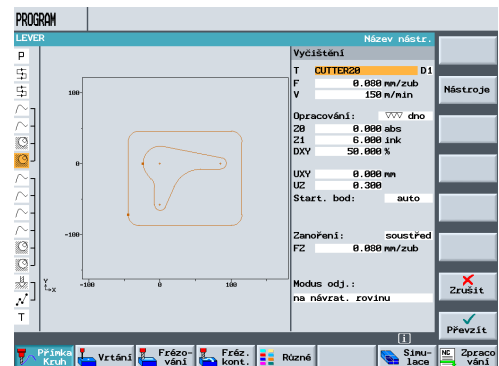 PROGRAM
LEVER Název nástr.
P
Vyčištění
T CUTTER20 D1
F 0.080 mm/zub
V 150 m/min
Nástroje
Opracování: ▽▽▽ dno
Z0 0.000 abs
Z1 6.000 ink
DXY 50.000 %
UXY 0.000 mm
UZ 0.300
Start. bod: auto
Zanoření: soustřed
FZ 0.080 mm/zub
Modus odj.:
na návrat. rovinu
100
0
-100
Y
X
-100 0 100
T
Zrušit
Převzít
i
Přímka Kruh
Vrtání
Frézo- vání
Fréz. kont.
Různé
Simu- lace
NC Zpraco vání